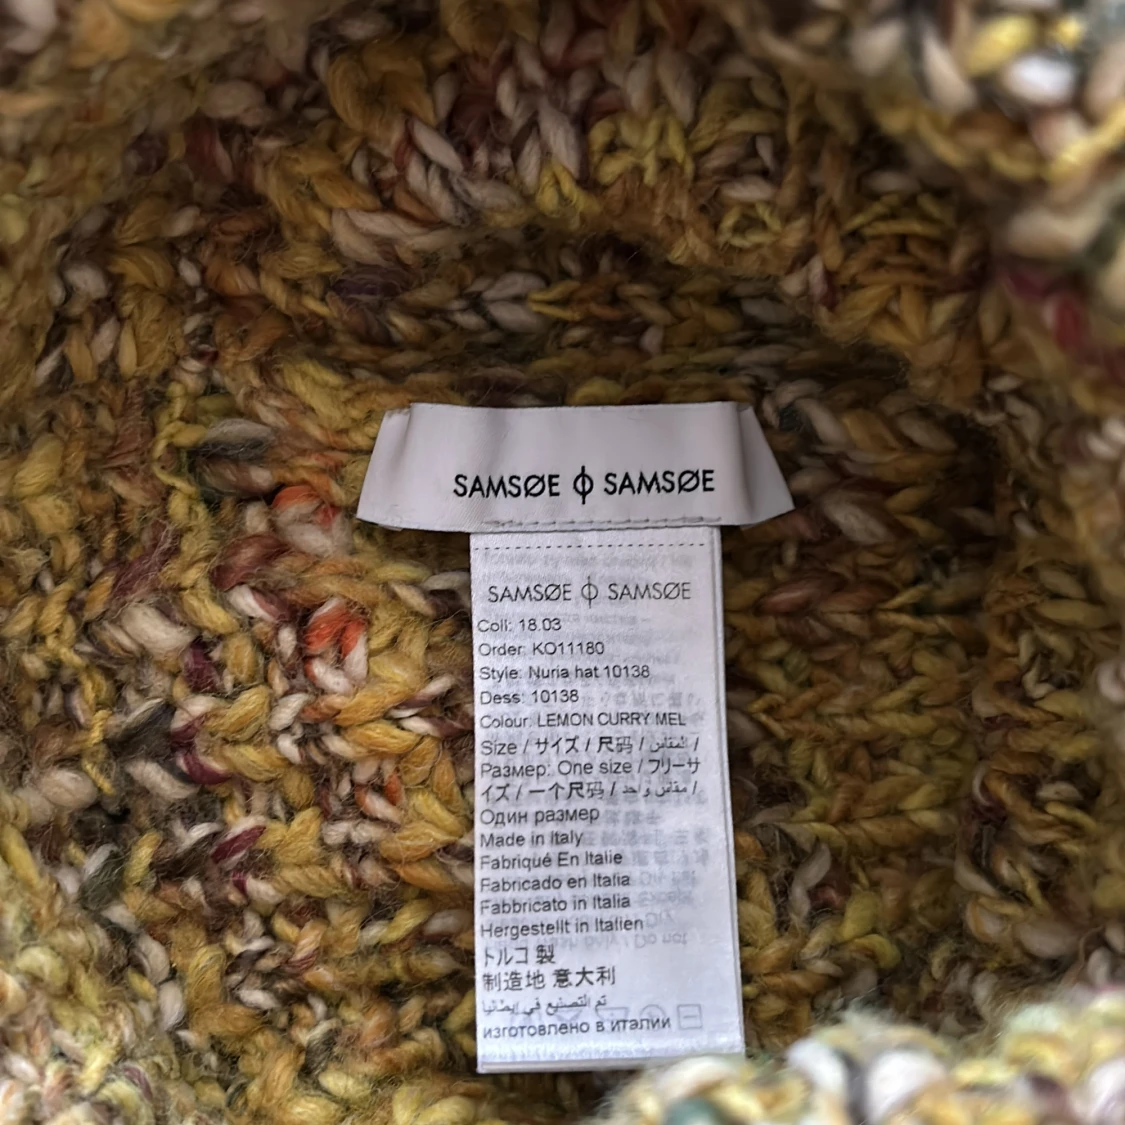 SAMSØE ϕ SAMSØE
SAMSØE ϕ SAMSØE
Coll: 18.03
Order: KO11180
Style: Nuria hat 10138
Dess: 10138
Colour: LEMON CURRY MEL
Size / サイズ / 尺码 / المقاس /
Размер: One size / フリーサ
イズ / 一个尺码 / مقاس واحد /
Один размер
Made in Italy
Fabriqué En Italie
Fabricado en Italia
Fabbricato in Italia
Hergestellt in Italien
トルコ 製
制造地 意大利
تم التصنيع في إيطاليا
изготовлено в италии